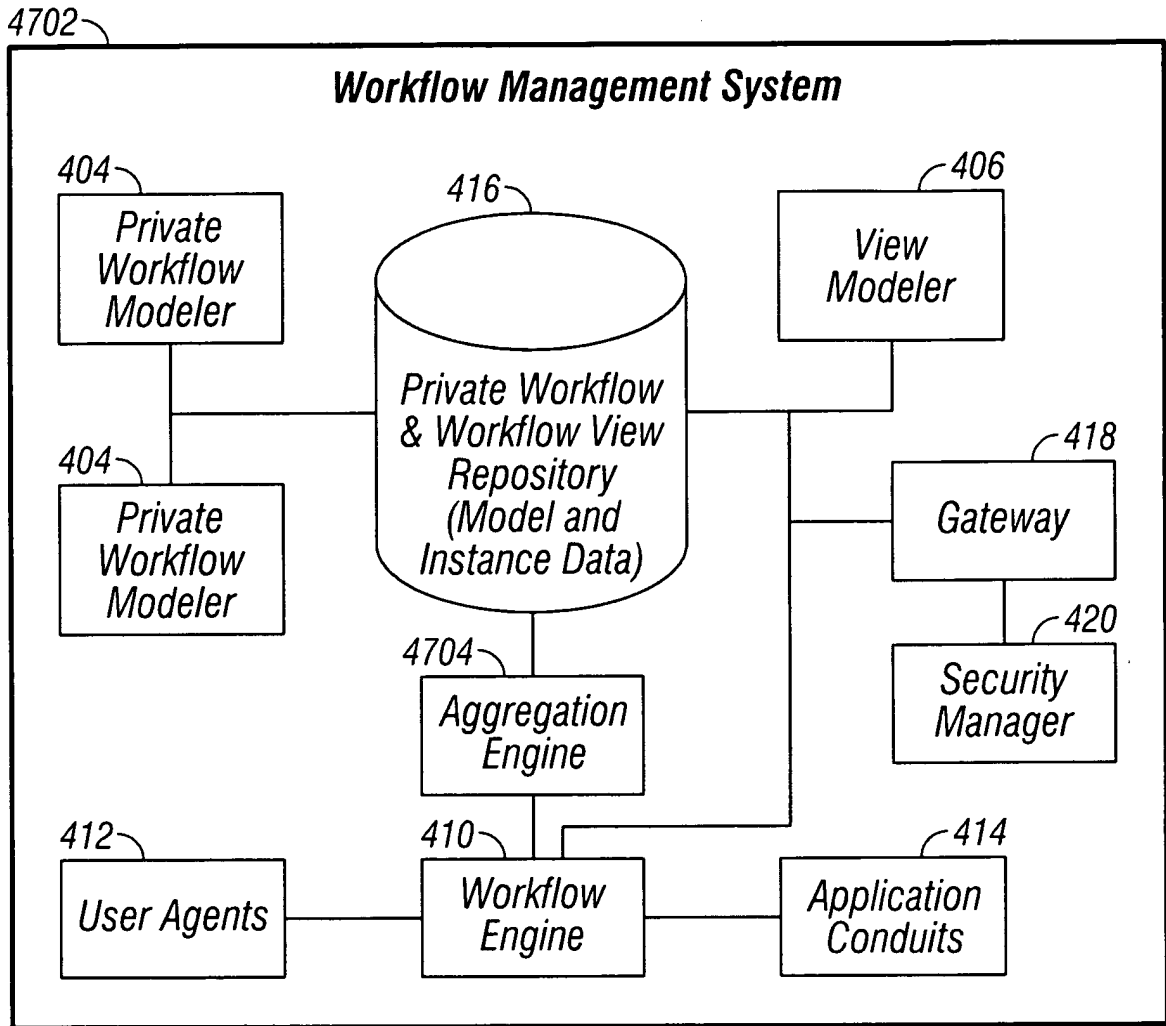 4702
Workflow Management System
404
Private
Workflow
Modeler
416
Private Workflow
& Workflow View
Repository
(Model and
Instance Data)
406
View
Modeler
404
Private
Workflow
Modeler
418
Gateway
420
Security
Manager
4704
Aggregation
Engine
412
User Agents
410
Workflow
Engine
414
Application
Conduits